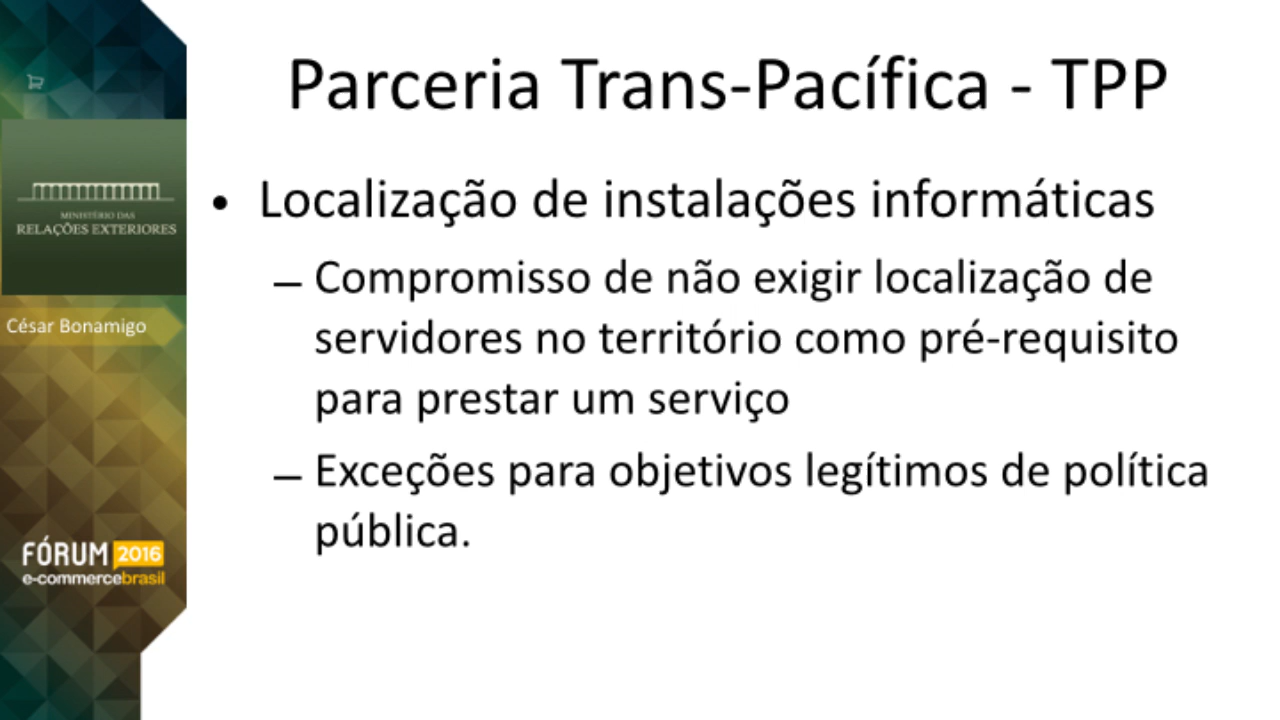 Parceria Trans-Pacífica - TPP
• Localização de instalações informáticas
– Compromisso de não exigir localização de
servidores no território como pré-requisito
para prestar um serviço
– Exceções para objetivos legítimos de política
pública.
MINISTÉRIO DAS
RELAÇÕES EXTERIORES
César Bonamigo
FÓRUM 2016
e-commercebrasil